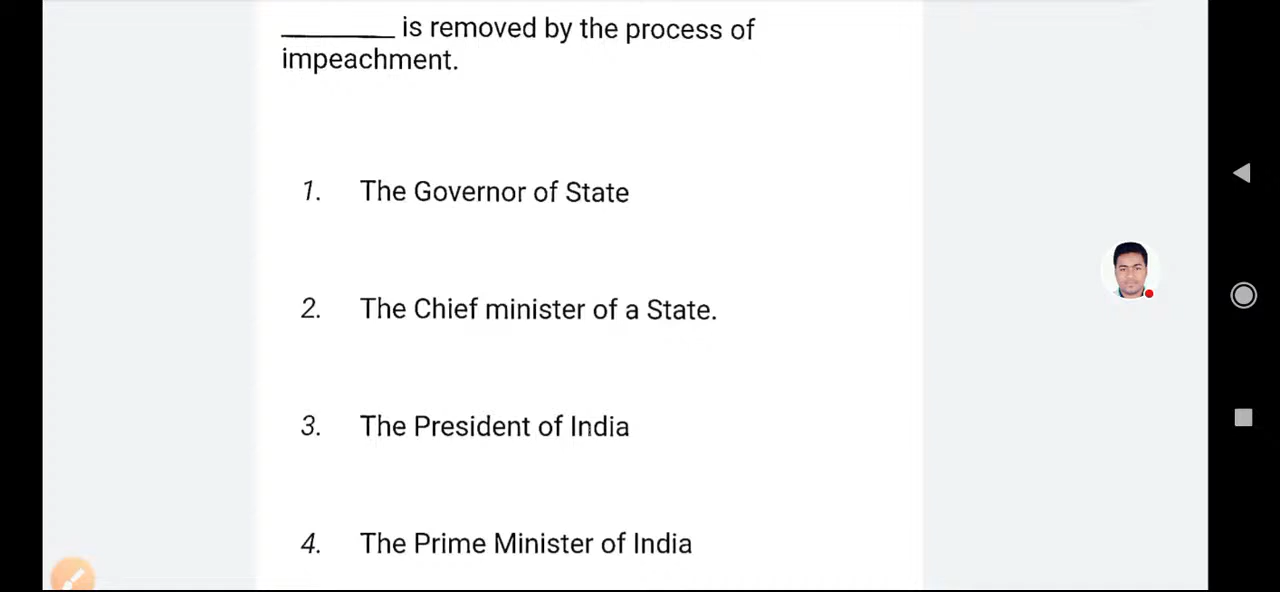 ________ is removed by the process of
impeachment.
1. The Governor of State
2. The Chief minister of a State.
3. The President of India
4. The Prime Minister of India